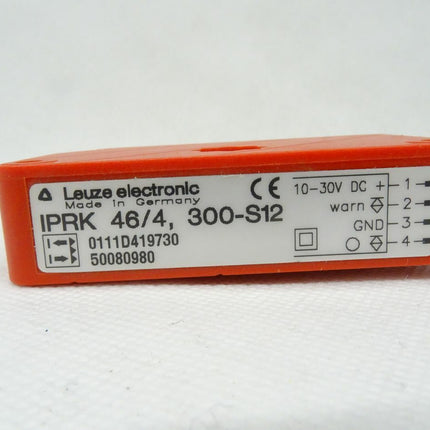 Leuze electronic
Made in Germany
CE
IPRK 46/4, 300-S12
0111D419730
50080980
10-30V DC + 1
warn 2
GND 3
4